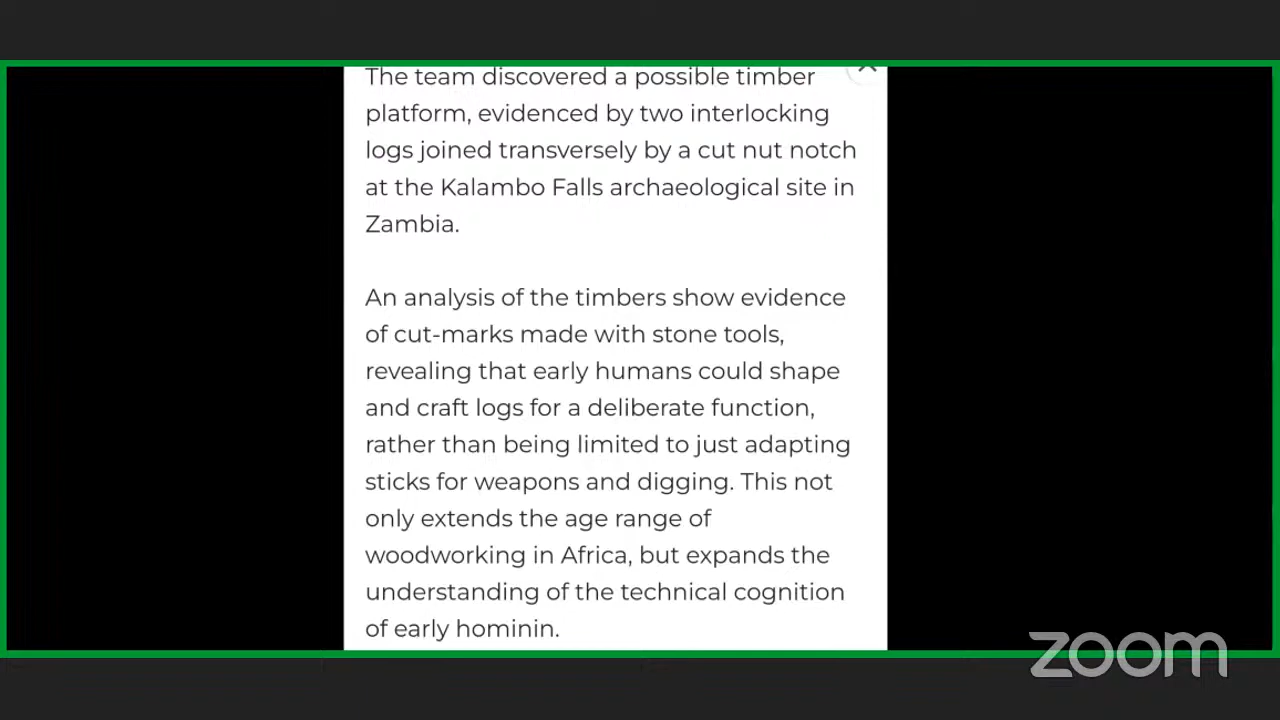 The team discovered a possible timber
platform, evidenced by two interlocking
logs joined transversely by a cut nut notch
at the Kalambo Falls archaeological site in
Zambia.
An analysis of the timbers show evidence
of cut-marks made with stone tools,
revealing that early humans could shape
and craft logs for a deliberate function,
rather than being limited to just adapting
sticks for weapons and digging. This not
only extends the age range of
woodworking in Africa, but expands the
understanding of the technical cognition
of early hominin.
zoom